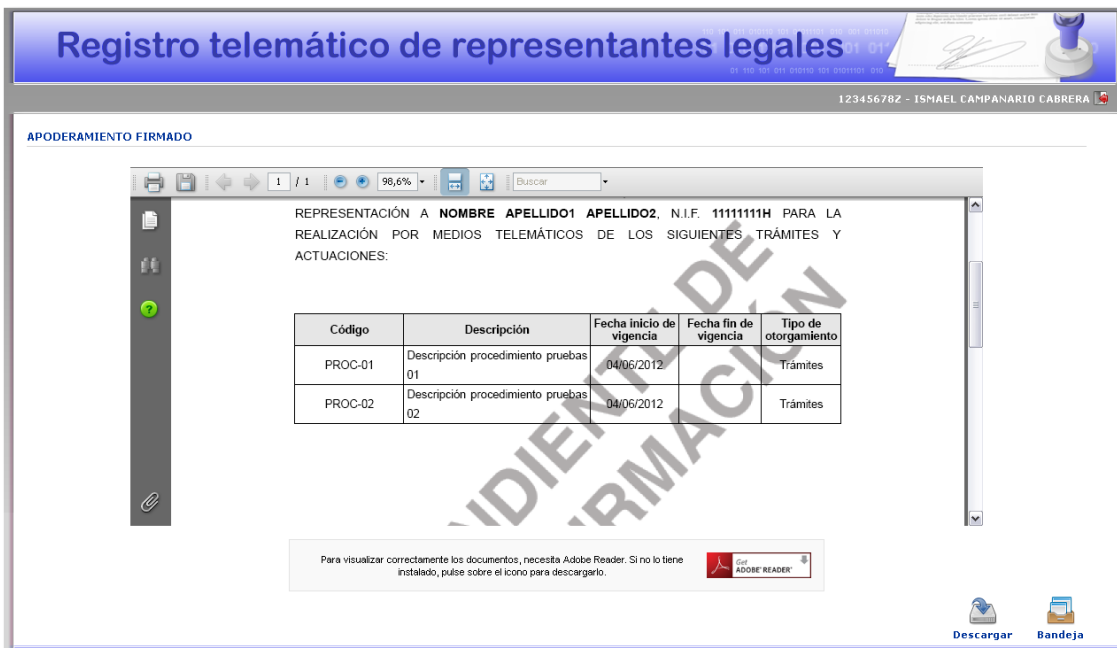 Registro telemático de representantes legales
12345678Z - ISMAEL CAMPANARIO CABRERA
APODERAMIENTO FIRMADO
1 / 1 98,6% Buscar
REPRESENTACIÓN A NOMBRE APELLIDO1 APELLIDO2, N.I.F. 11111111H PARA LA
REALIZACIÓN POR MEDIOS TELEMÁTICOS DE LOS SIGUIENTES TRÁMITES Y
ACTUACIONES:
Código Descripción Fecha inicio de vigencia Fecha fin de vigencia Tipo de otorgamiento
PROC-01 Descripción procedimiento pruebas 01 04/06/2012 Trámites
PROC-02 Descripción procedimiento pruebas 02 04/06/2012 Trámites
NDIENTE DE
IRMACIÓN
Para visualizar correctamente los documentos, necesita Adobe Reader. Si no lo tiene
instalado, pulse sobre el icono para descargarlo.
Get
ADOBE® READER®
Descargar Bandeja